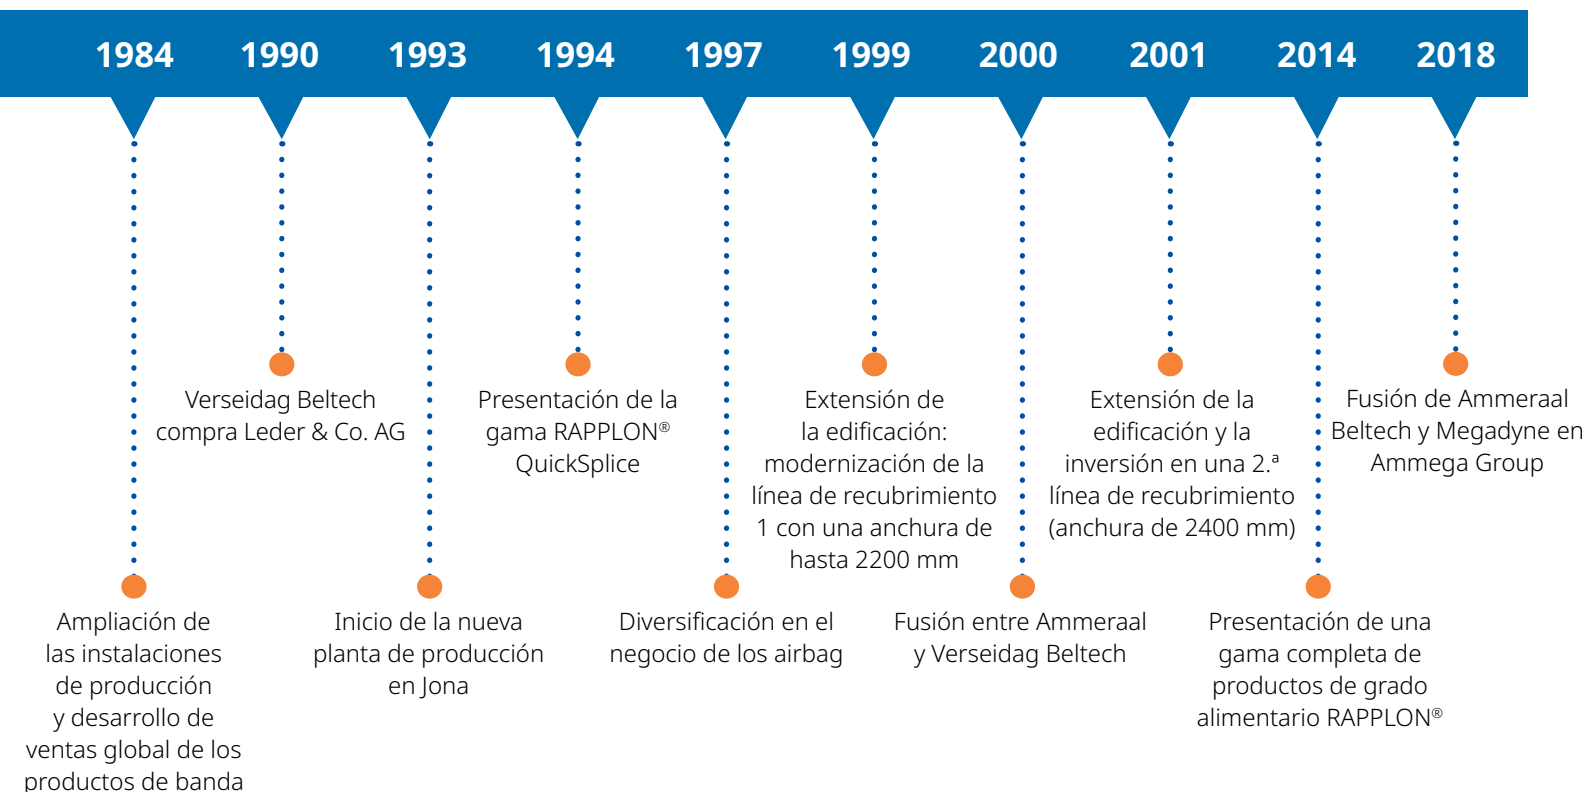 1984
1990
1993
1994
1997
1999
2000
2001
2014
2018
Verseidag Beltech
compra Leder & Co. AG
Presentación de la
gama RAPPLON®
QuickSplice
Extensión de
la edificación:
modernización de la
línea de recubrimiento
1 con una anchura de
hasta 2200 mm
Extensión de la
edificación y la
inversión en una 2.ª
línea de recubrimiento
(anchura de 2400 mm)
Fusión de Ammeraal
Beltech y Megadyne en
Ammega Group
Ampliación de
las instalaciones
de producción
y desarrollo de
ventas global de los
productos de banda
Inicio de la nueva
planta de producción
en Jona
Diversificación en el
negocio de los airbag
Fusión entre Ammeraal
y Verseidag Beltech
Presentación de una
gama completa de
productos de grado
alimentario RAPPLON®